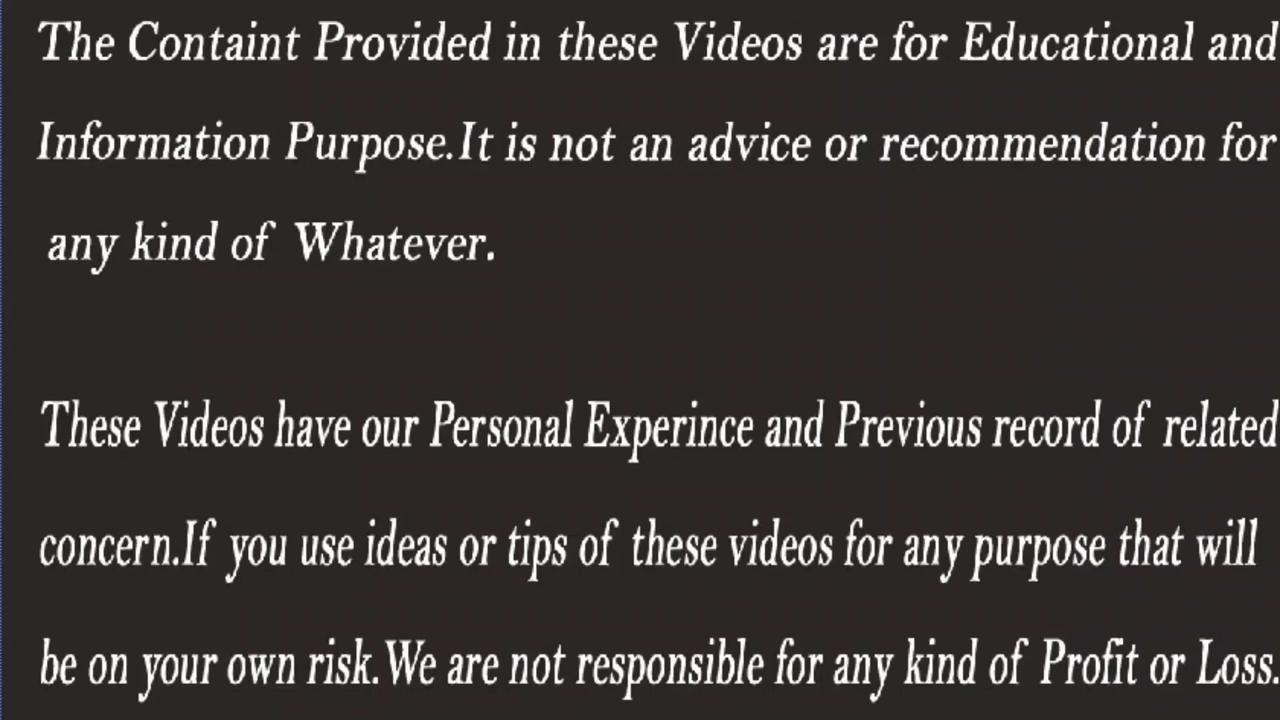 The Containt Provided in these Videos are for Educational and
Information Purpose.It is not an advice or recommendation for
any kind of Whatever.
These Videos have our Personal Experince and Previous record of related
concern.If you use ideas or tips of these videos for any purpose that will
be on your own risk.We are not responsible for any kind of Profit or Loss.